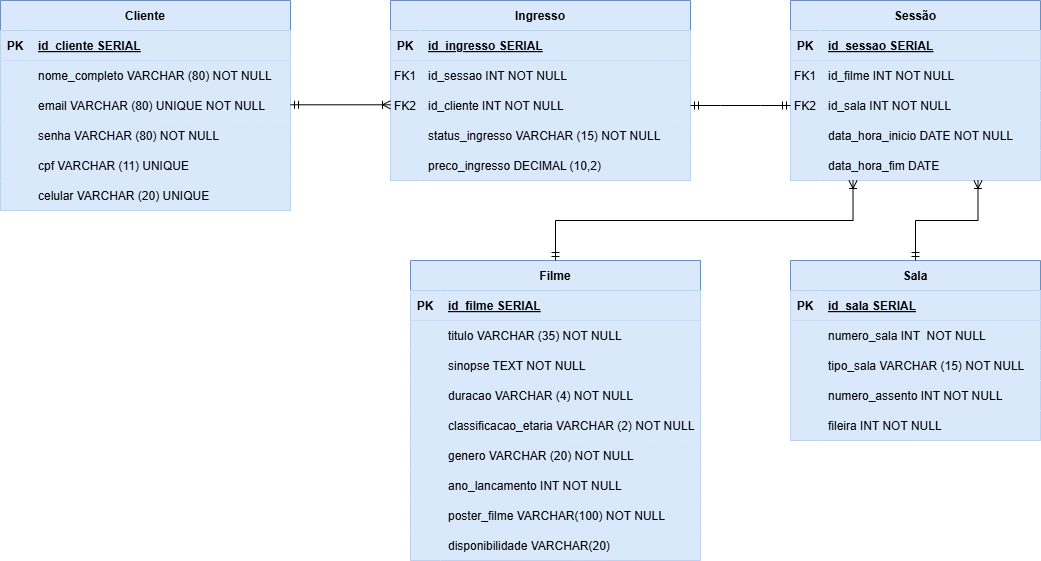 Cliente
PK id_cliente SERIAL
nome_completo VARCHAR (80) NOT NULL
email VARCHAR (80) UNIQUE NOT NULL
senha VARCHAR (80) NOT NULL
cpf VARCHAR (11) UNIQUE
celular VARCHAR (20) UNIQUE
Ingresso
PK id_ingresso SERIAL
FK1 id_sessao INT NOT NULL
FK2 id_cliente INT NOT NULL
status_ingresso VARCHAR (15) NOT NULL
preco_ingresso DECIMAL (10,2)
Sessão
PK id_sessao SERIAL
FK1 id_filme INT NOT NULL
FK2 id_sala INT NOT NULL
data_hora_inicio DATE NOT NULL
data_hora_fim DATE
Filme
PK id_filme SERIAL
titulo VARCHAR (35) NOT NULL
sinopse TEXT NOT NULL
duracao VARCHAR (4) NOT NULL
classificacao_etaria VARCHAR (2) NOT NULL
genero VARCHAR (20) NOT NULL
ano_lancamento INT NOT NULL
poster_filme VARCHAR(100) NOT NULL
disponibilidade VARCHAR(20)
Sala
PK id_sala SERIAL
numero_sala INT  NOT NULL
tipo_sala VARCHAR (15) NOT NULL
numero_assento INT NOT NULL
fileira INT NOT NULL